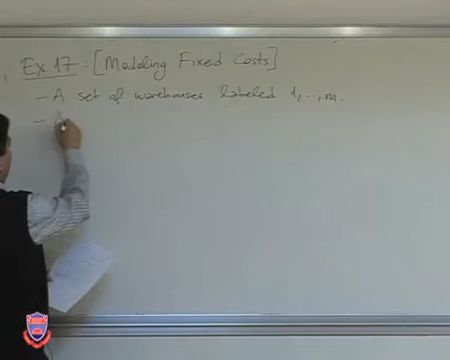 , Ex 17 : [Modeling Fixed Costs]
- A set of warehouses labeled 1,..,m.
- A